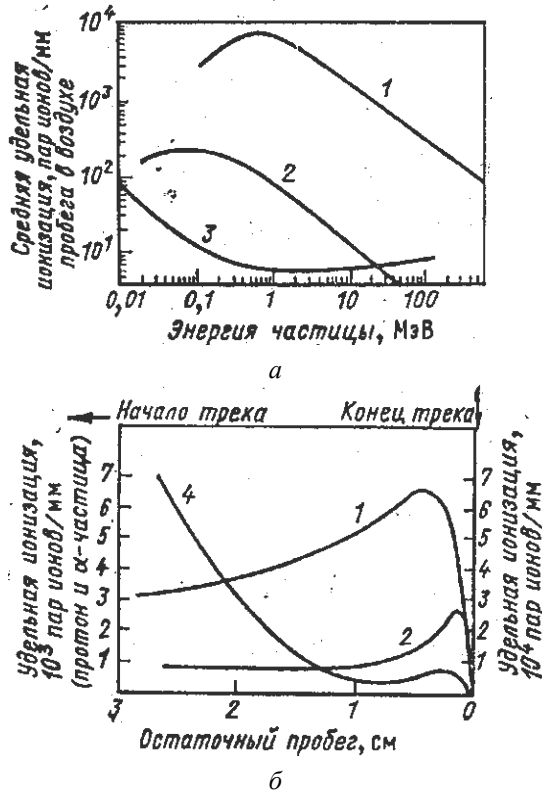 Средняя удельная
ионизация, пар ионов/мм
пробега в воздухе
10⁴
10³
10²
10¹
1
2
3
0,01 0,1 1 10 100
Энергия частицы, МэВ
а
Начало трека Конец трека
Удельная ионизация,
10³ пар ионов/мм
(протон и α-частица)
7
6
5
4
3
2
1
4
1
2
7
6
5
4
3
2
1
Удельная ионизация,
10⁴ пар ионов/мм
3 2 1 0
Остаточный пробег, см
б